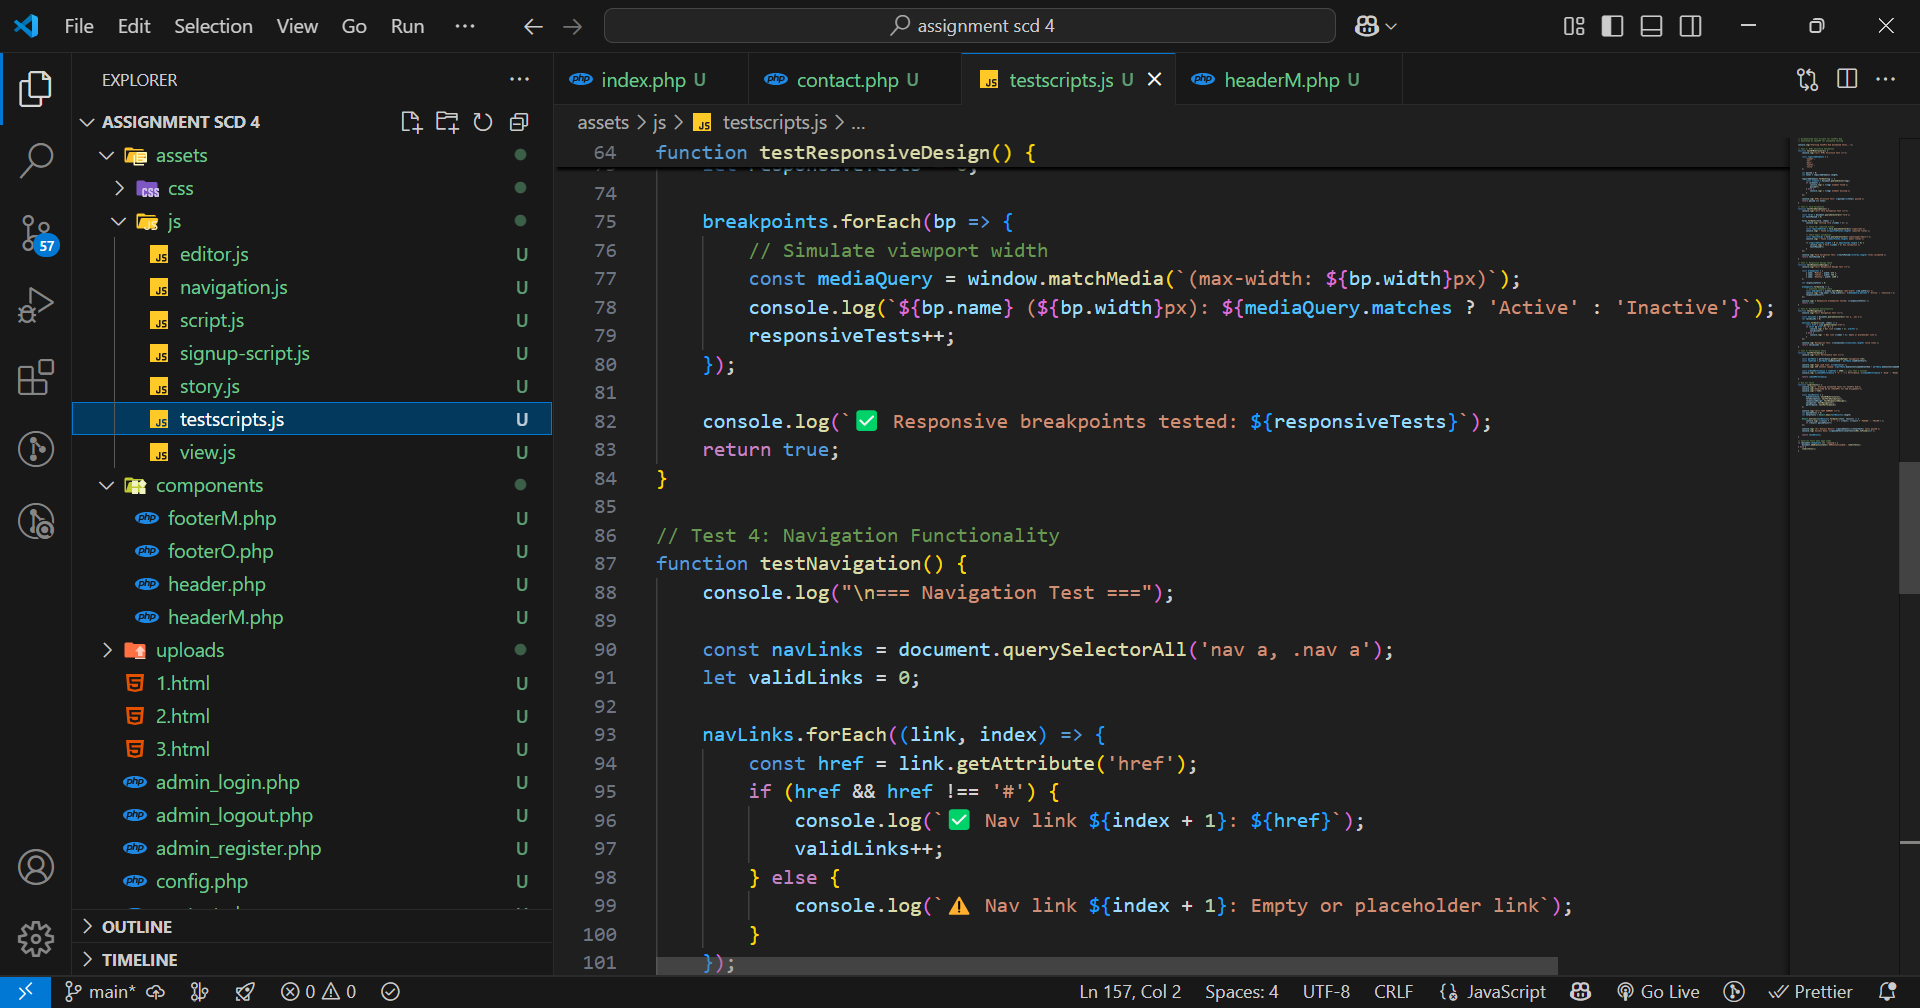 File Edit Selection View Go Run ··· assignment scd 4
EXPLORER ···
ASSIGNMENT SCD 4
assets
css
js
editor.js U
navigation.js U
script.js U
signup-script.js U
story.js U
testscripts.js U
view.js U
components
footerM.php U
footerO.php U
header.php U
headerM.php U
uploads
1.html U
2.html U
3.html U
admin_login.php U
admin_logout.php U
admin_register.php U
config.php U
OUTLINE
TIMELINE
57
index.php U contact.php U testscripts.js U headerM.php U
assets > js > testscripts.js > ...
64 function testResponsiveDesign() {
74
75 breakpoints.forEach(bp => {
76 // Simulate viewport width
77 const mediaQuery = window.matchMedia(`(max-width: ${bp.width}px)`);
78 console.log(`${bp.name} (${bp.width}px): ${mediaQuery.matches ? 'Active' : 'Inactive'}`);
79 responsiveTests++;
80 });
81
82 console.log(`✅ Responsive breakpoints tested: ${responsiveTests}`);
83 return true;
84 }
85
86 // Test 4: Navigation Functionality
87 function testNavigation() {
88 console.log("\n=== Navigation Test ===");
89
90 const navLinks = document.querySelectorAll('nav a, .nav a');
91 let validLinks = 0;
92
93 navLinks.forEach((link, index) => {
94 const href = link.getAttribute('href');
95 if (href && href !== '#') {
96 console.log(`✅ Nav link ${index + 1}: ${href}`);
97 validLinks++;
98 } else {
99 console.log(`⚠️ Nav link ${index + 1}: Empty or placeholder link`);
100 }
101 });
main* 0 0 Ln 157, Col 2 Spaces: 4 UTF-8 CRLF JavaScript Go Live Prettier